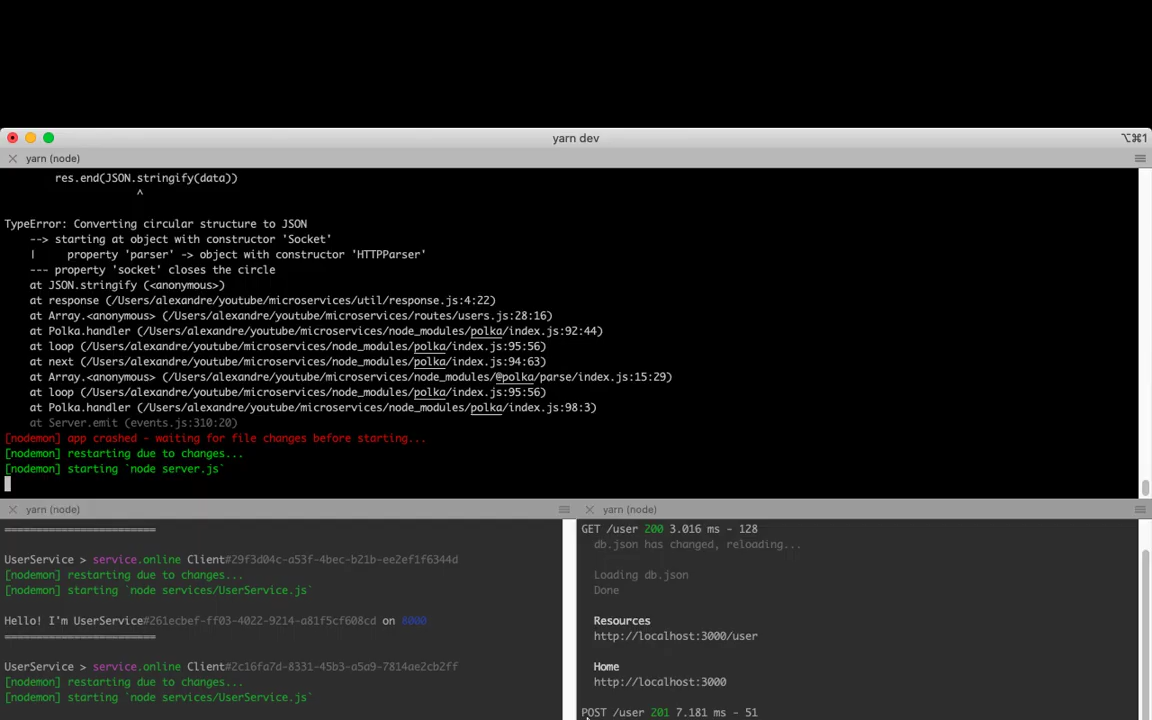 yarn dev
⌥⌘1
yarn (node)
res.end(JSON.stringify(data))
^
TypeError: Converting circular structure to JSON
--> starting at object with constructor 'Socket'
|     property 'parser' -> object with constructor 'HTTPParser'
--- property 'socket' closes the circle
at JSON.stringify (<anonymous>)
at response (/Users/alexandre/youtube/microservices/util/response.js:4:22)
at Array.<anonymous> (/Users/alexandre/youtube/microservices/routes/users.js:28:16)
at Polka.handler (/Users/alexandre/youtube/microservices/node_modules/polka/index.js:92:44)
at loop (/Users/alexandre/youtube/microservices/node_modules/polka/index.js:95:56)
at next (/Users/alexandre/youtube/microservices/node_modules/polka/index.js:94:63)
at Array.<anonymous> (/Users/alexandre/youtube/microservices/node_modules/@polka/parse/index.js:15:29)
at loop (/Users/alexandre/youtube/microservices/node_modules/polka/index.js:95:56)
at Polka.handler (/Users/alexandre/youtube/microservices/node_modules/polka/index.js:98:3)
at Server.emit (events.js:310:20)
[nodemon] app crashed - waiting for file changes before starting...
[nodemon] restarting due to changes...
[nodemon] starting `node server.js`
yarn (node)
========================
UserService > service.online Client#29f3d04c-a53f-4bec-b21b-ee2ef1f6344d
[nodemon] restarting due to changes...
[nodemon] starting `node services/UserService.js`
Hello! I'm UserService#261ecbef-ff03-4022-9214-a81f5cf608cd on 8000
========================
UserService > service.online Client#2c16fa7d-8331-45b3-a5a9-7814ae2cb2ff
[nodemon] restarting due to changes...
[nodemon] starting `node services/UserService.js`
yarn (node)
GET /user 200 3.016 ms - 128
db.json has changed, reloading...
Loading db.json
Done
Resources
http://localhost:3000/user
Home
http://localhost:3000
POST /user 201 7.181 ms - 51